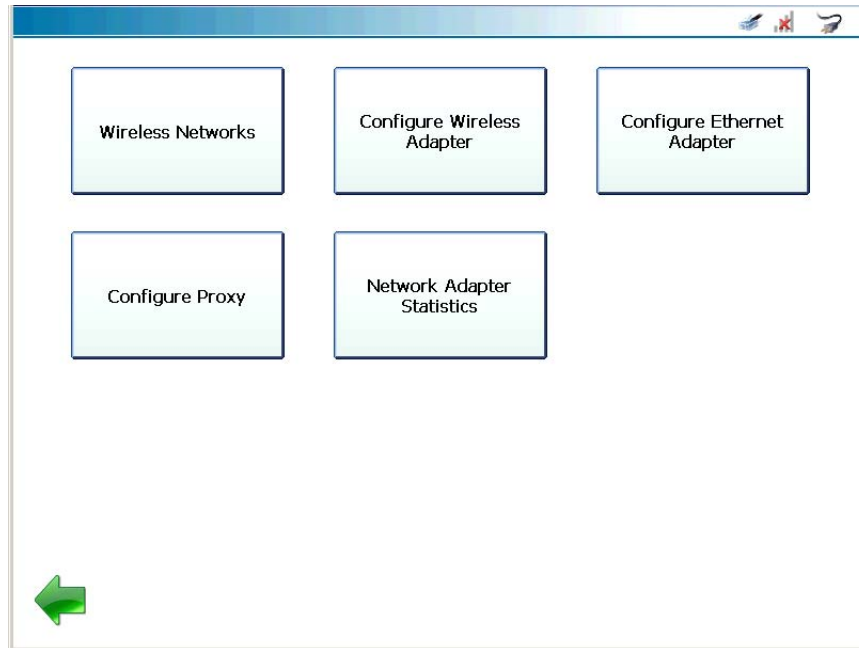 Wireless Networks
Configure Wireless
Adapter
Configure Ethernet
Adapter
Configure Proxy
Network Adapter
Statistics